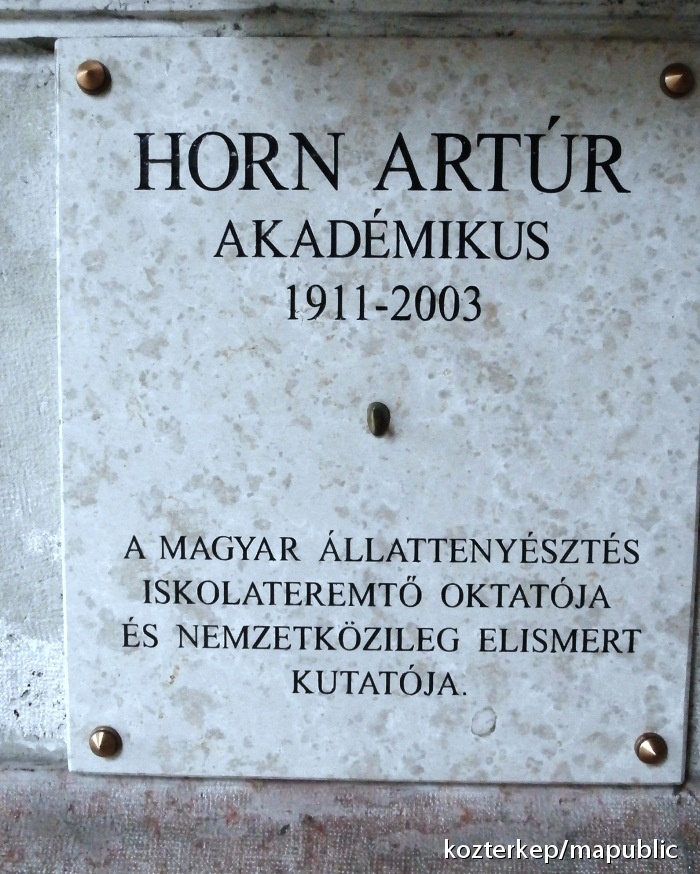 HORN ARTÚR
AKADÉMIKUS
1911-2003
A MAGYAR ÁLLATTENYÉSZTÉS
ISKOLATEREMTŐ OKTATÓJA
ÉS NEMZETKÖZILEG ELISMERT
KUTATÓJA.
kozterkep/mapublic